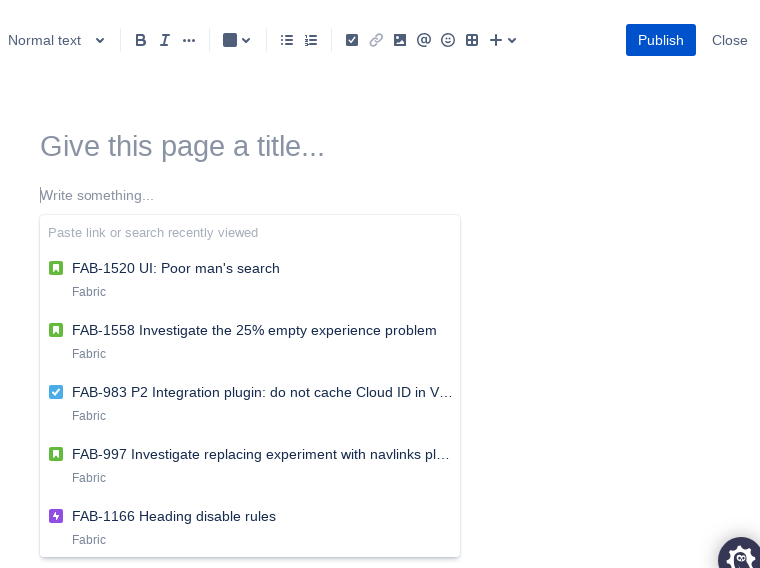 Normal text
Publish
Close
Give this page a title...
Write something...
Paste link or search recently viewed
FAB-1520 UI: Poor man's search
Fabric
FAB-1558 Investigate the 25% empty experience problem
Fabric
FAB-983 P2 Integration plugin: do not cache Cloud ID in V…
Fabric
FAB-997 Investigate replacing experiment with navlinks pl…
Fabric
FAB-1166 Heading disable rules
Fabric